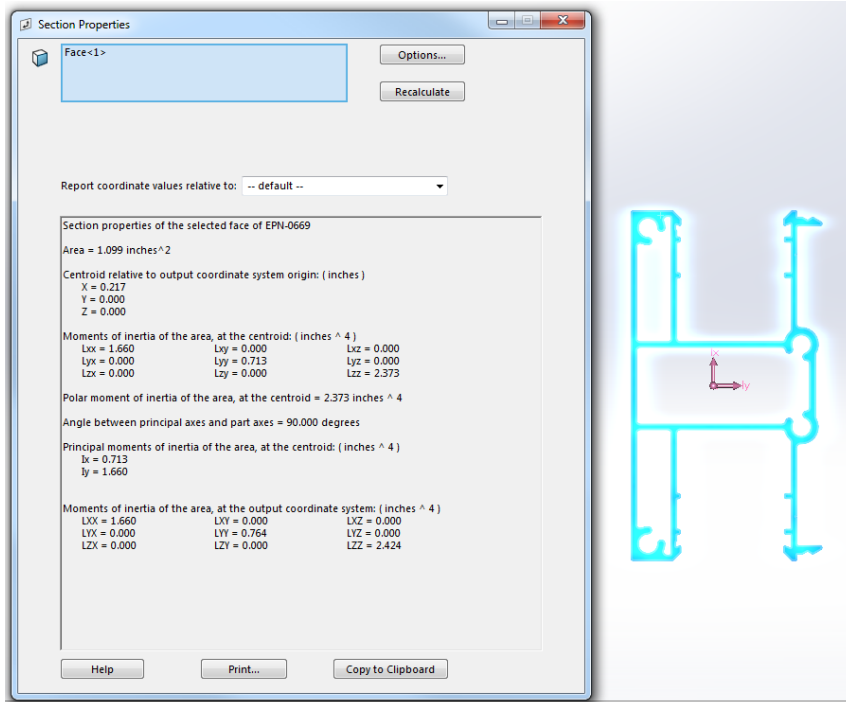 Section Properties
Face<1>
Options...
Recalculate
Report coordinate values relative to: -- default --
Section properties of the selected face of EPN-0669
Area = 1.099 inches^2
Centroid relative to output coordinate system origin: ( inches )
X = 0.217
Y = 0.000
Z = 0.000
Moments of inertia of the area, at the centroid: ( inches ^ 4 )
Lxx = 1.660 Lxy = 0.000 Lxz = 0.000
Lyx = 0.000 Lyy = 0.713 Lyz = 0.000
Lzx = 0.000 Lzy = 0.000 Lzz = 2.373
Polar moment of inertia of the area, at the centroid = 2.373 inches ^ 4
Angle between principal axes and part axes = 90.000 degrees
Principal moments of inertia of the area, at the centroid: ( inches ^ 4 )
Ix = 0.713
Iy = 1.660
Moments of inertia of the area, at the output coordinate system: ( inches ^ 4 )
LXX = 1.660 LXY = 0.000 LXZ = 0.000
LYX = 0.000 LYY = 0.764 LYZ = 0.000
LZX = 0.000 LZY = 0.000 LZZ = 2.424
Help Print... Copy to Clipboard
Ix
Iy